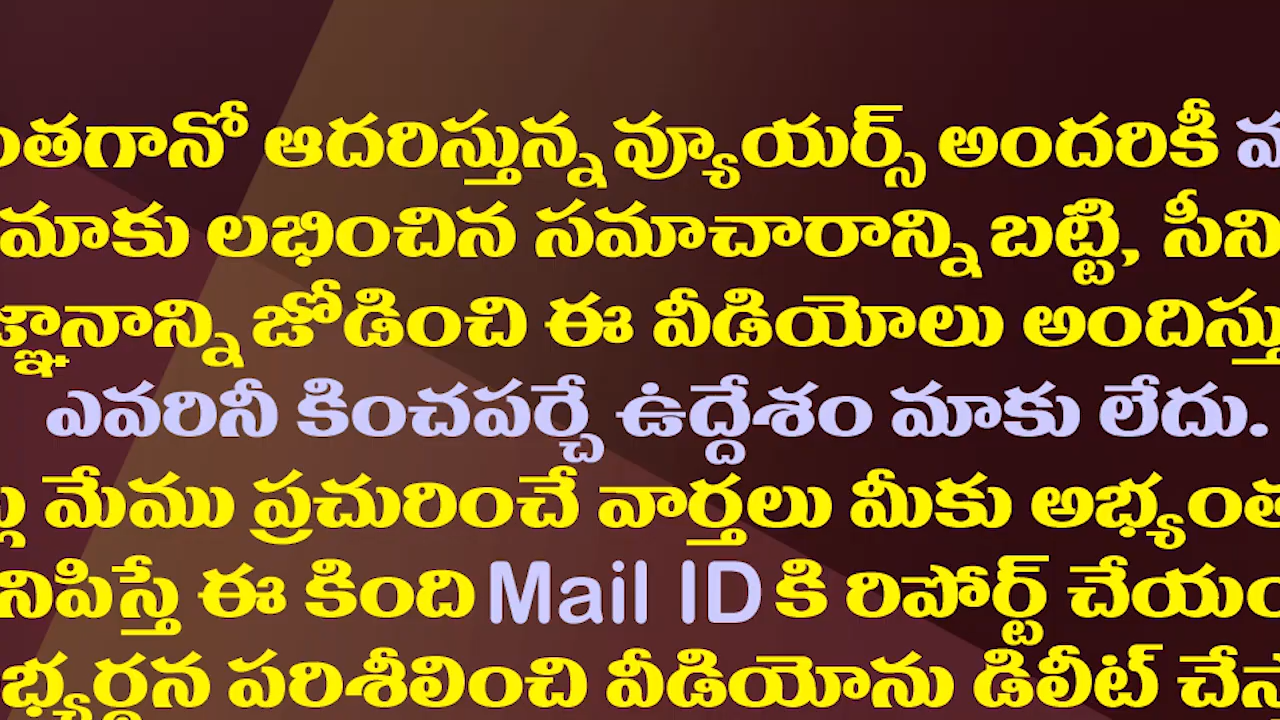 ంతగానో ఆదరిస్తున్న వ్యూయర్స్ అందరికీ
మాకు లభించిన సమాచారాన్ని బట్టి, సీని
జ్ఞానాన్ని జోడించి ఈ వీడియోలు అందిస్తు
ఎవరినీ కించపర్చే ఉద్దేశం మాకు లేదు.
మేము ప్రచురించే వార్తలు మీకు అభ్యంత
నిపిస్తే ఈ కింది Mail ID కి రిపోర్ట్ చేయం
భ్యర్థన పరిశీలించి వీడియోను డిలీట్ చేస